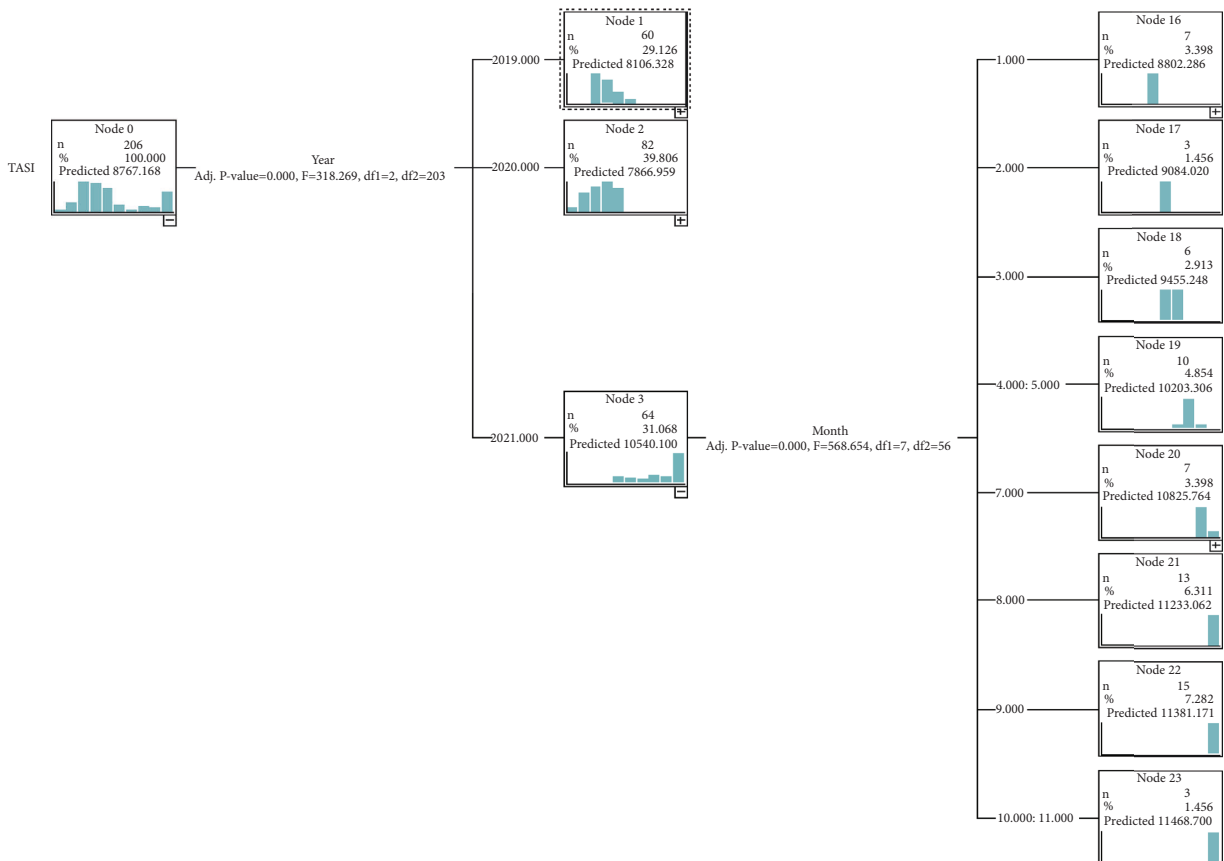 TASI
Node 0
n 206
% 100.000
Predicted 8767.168
Year
Adj. P-value=0.000, F=318.269, df1=2, df2=203
2019.000
Node 1
n 60
% 29.126
Predicted 8106.328
2020.000
Node 2
n 82
% 39.806
Predicted 7866.959
2021.000
Node 3
n 64
% 31.068
Predicted 10540.100
Month
Adj. P-value=0.000, F=568.654, df1=7, df2=56
1.000
Node 16
n 7
% 3.398
Predicted 8802.286
2.000
Node 17
n 3
% 1.456
Predicted 9084.020
3.000
Node 18
n 6
% 2.913
Predicted 9455.248
4.000: 5.000
Node 19
n 10
% 4.854
Predicted 10203.306
7.000
Node 20
n 7
% 3.398
Predicted 10825.764
8.000
Node 21
n 13
% 6.311
Predicted 11233.062
9.000
Node 22
n 15
% 7.282
Predicted 11381.171
10.000: 11.000
Node 23
n 3
% 1.456
Predicted 11468.700